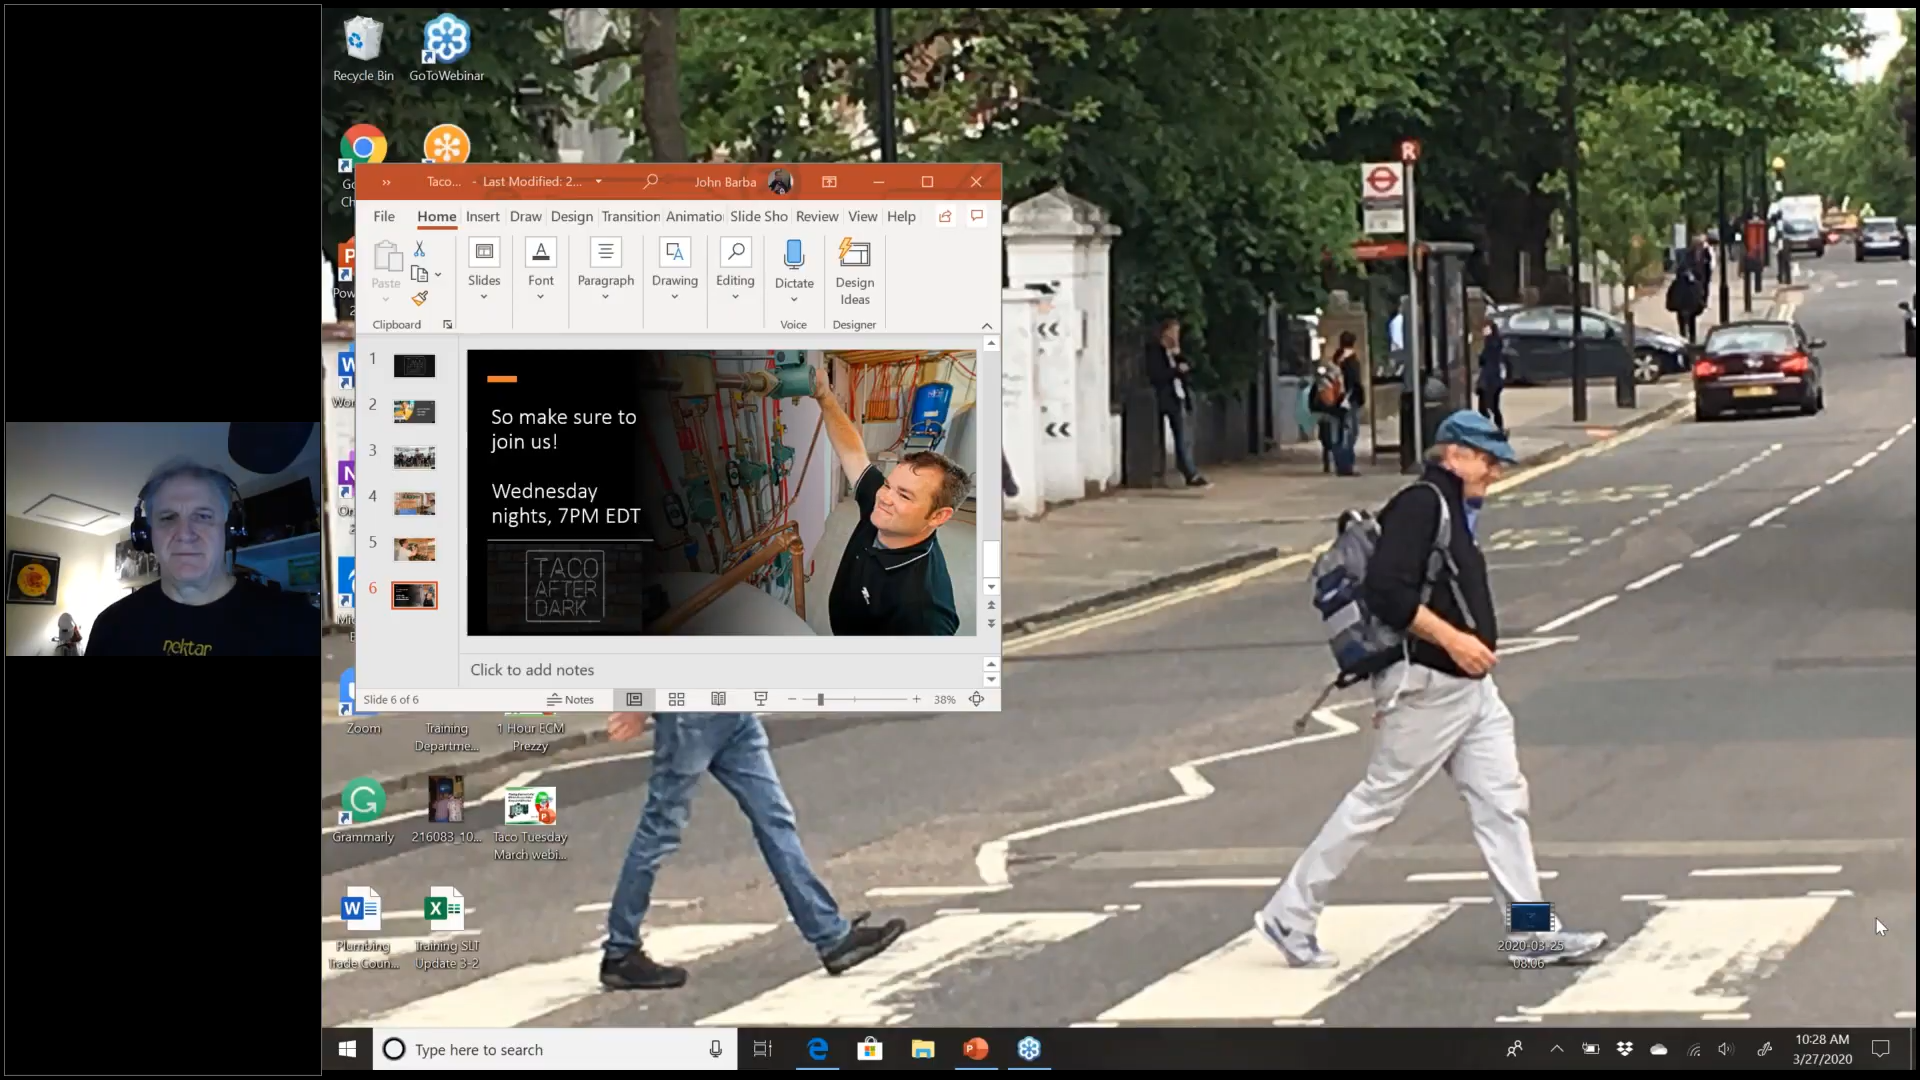 Recycle Bin
GoToWebinar
Taco... - Last Modified: 2...
John Barba
File Home Insert Draw Design Transition Animatio Slide Sho Review View Help
Paste
Slides
Font
Paragraph
Drawing
Editing
Dictate
Design
Ideas
Clipboard
Voice
Designer
1
2
3
4
5
6
So make sure to
join us!
Wednesday
nights, 7PM EDT
TACO
AFTER
DARK
Click to add notes
Slide 6 of 6
Notes
38%
Zoom
Training
Departme...
1 Hour ECM
Prezzy
Grammarly
216083_10...
Taco Tuesday
March webi...
Plumbing
Trade Coun...
Training SLT
Update 3-2
2020-03-25
08.06
nektar
Type here to search
10:28 AM
3/27/2020